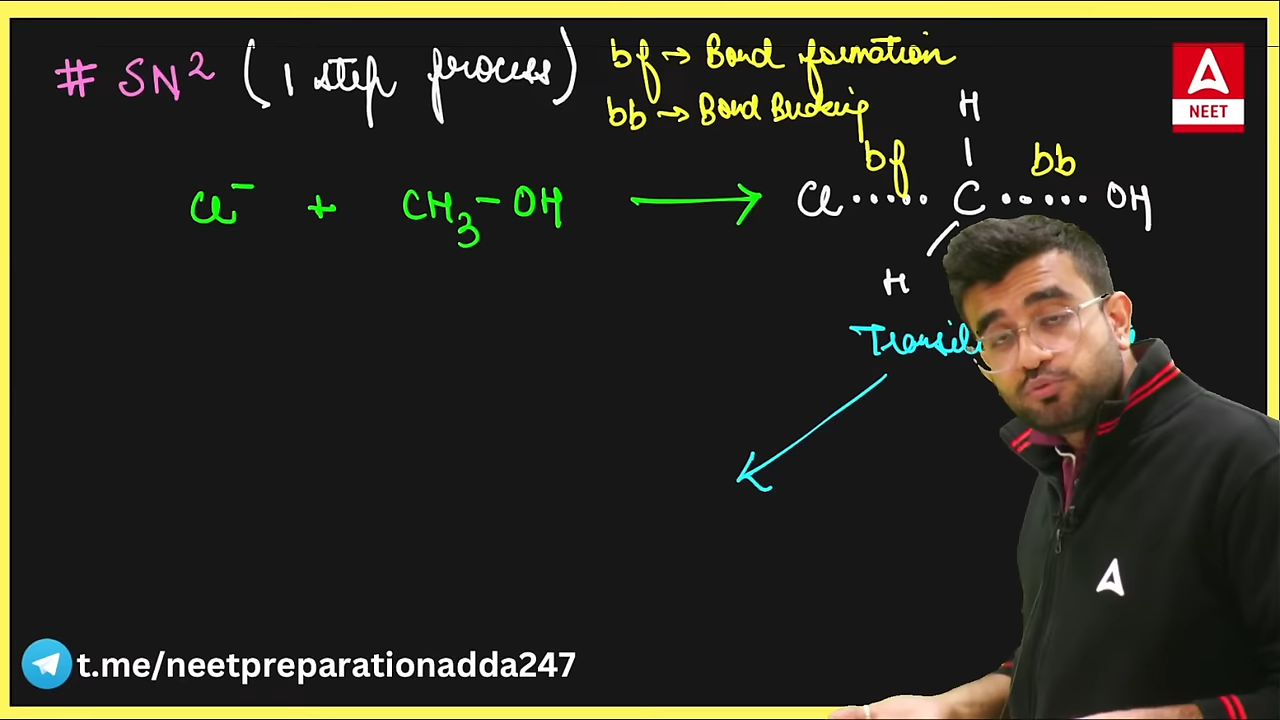 # SN² (1 step process)
bf → Bond formation
bb → Bond Breaking
Cl⁻ + CH₃–OH ⟶ Cl ····· C ····· OH
bf
bb
H
H
NEET
t.me/neetpreparationadda247